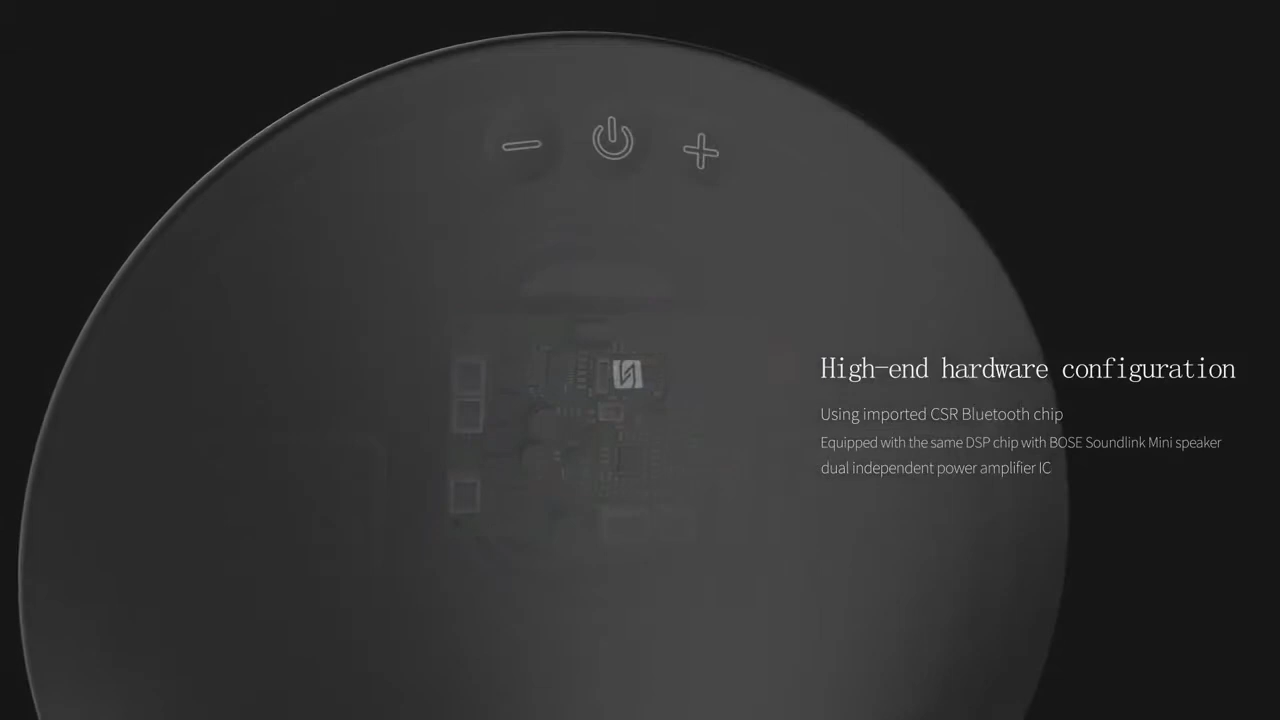 High-end hardware configuration
Using imported CSR Bluetooth chip
Equipped with the same DSP chip with BOSE Soundlink Mini speaker
dual independent power amplifier IC